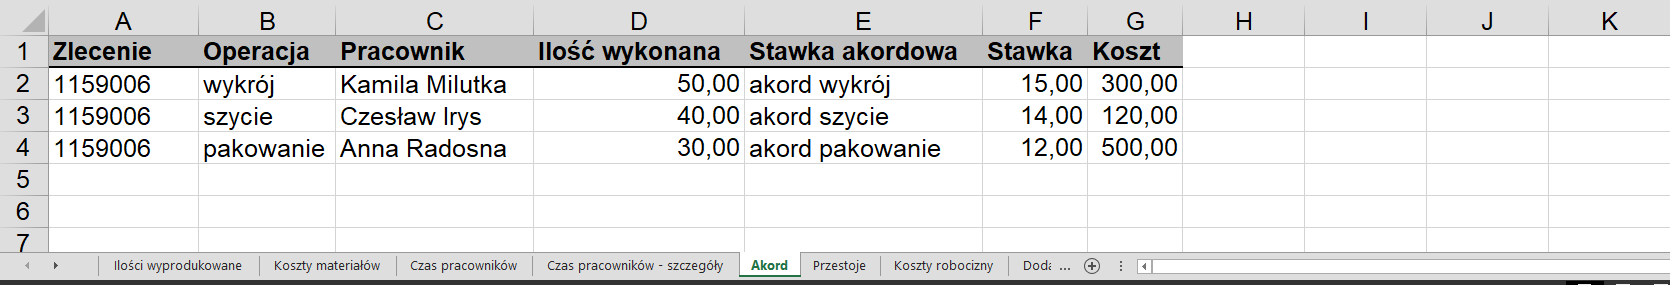 A B C D E F G H I J K
1 Zlecenie Operacja Pracownik Ilość wykonana Stawka akordowa Stawka Koszt
2 1159006 wykrój Kamila Milutka 50,00 akord wykrój 15,00 300,00
3 1159006 szycie Czesław Irys 40,00 akord szycie 14,00 120,00
4 1159006 pakowanie Anna Radosna 30,00 akord pakowanie 12,00 500,00
5
6
7
Ilości wyprodukowane Koszty materiałów Czas pracowników Czas pracowników - szczegóły Akord Przestoje Koszty robocizny Doda ...